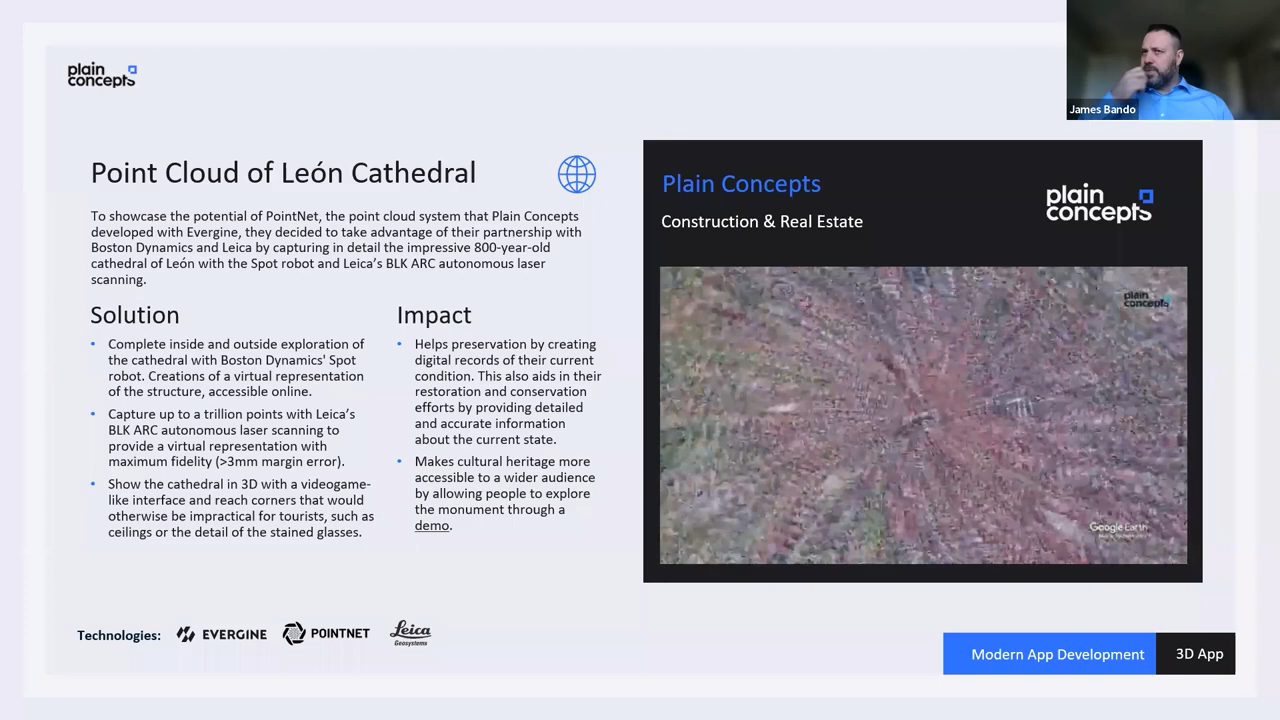 plain
concepts
James Bando
Point Cloud of León Cathedral
To showcase the potential of PointNet, the point cloud system that Plain Concepts
developed with Evergine, they decided to take advantage of their partnership with
Boston Dynamics and Leica by capturing in detail the impressive 800-year-old
cathedral of León with the Spot robot and Leica’s BLK ARC autonomous laser
scanning.
Solution
• Complete inside and outside exploration of
the cathedral with Boston Dynamics' Spot
robot. Creations of a virtual representation
of the structure, accessible online.
• Capture up to a trillion points with Leica’s
BLK ARC autonomous laser scanning to
provide a virtual representation with
maximum fidelity (>3mm margin error).
• Show the cathedral in 3D with a videogame-
like interface and reach corners that would
otherwise be impractical for tourists, such as
ceilings or the detail of the stained glasses.
Impact
• Helps preservation by creating
digital records of their current
condition. This also aids in their
restoration and conservation
efforts by providing detailed
and accurate information
about the current state.
• Makes cultural heritage more
accessible to a wider audience
by allowing people to explore
the monument through a
demo.
Plain Concepts
Construction & Real Estate
plain
concepts
plain
concepts
Google Earth
Technologies:
EVERGINE
POINTNET
Leica
Geosystems
Modern App Development
3D App